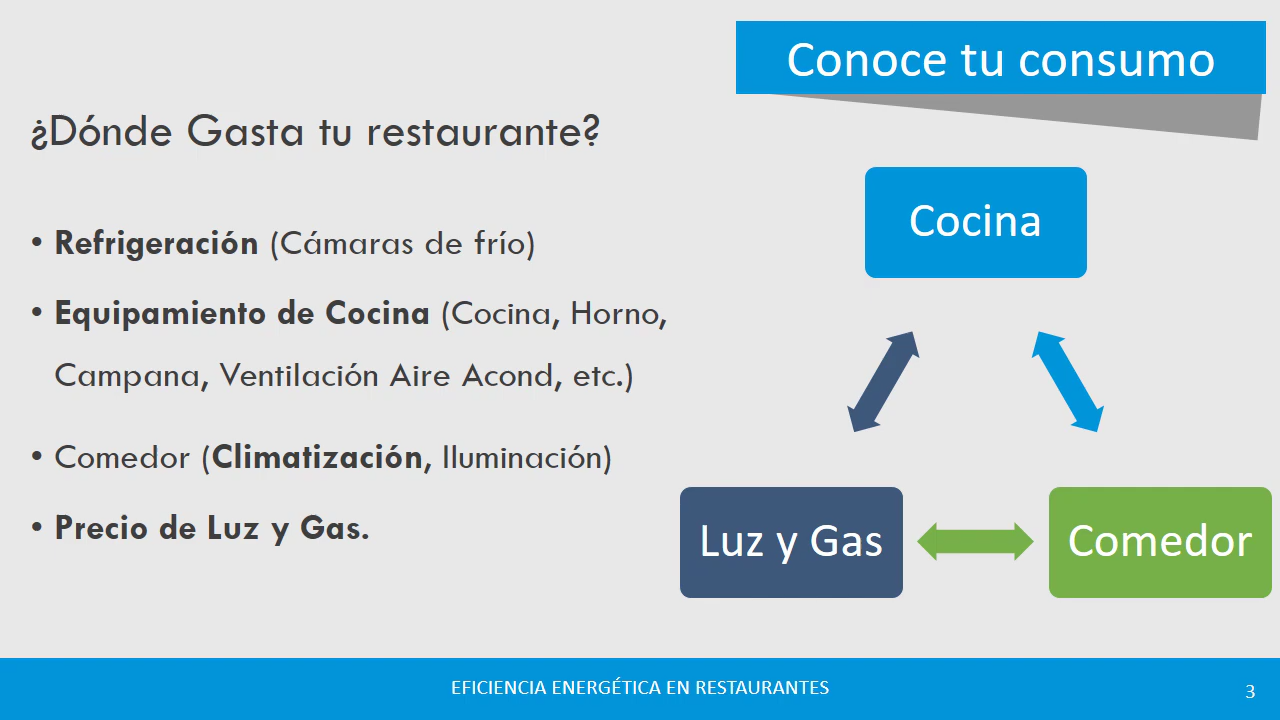 Conoce tu consumo
¿Dónde Gasta tu restaurante?
• Refrigeración (Cámaras de frío)
• Equipamiento de Cocina (Cocina, Horno,
Campana, Ventilación Aire Acond, etc.)
• Comedor (Climatización, Iluminación)
• Precio de Luz y Gas.
Cocina
Luz y Gas
Comedor
EFICIENCIA ENERGÉTICA EN RESTAURANTES
3